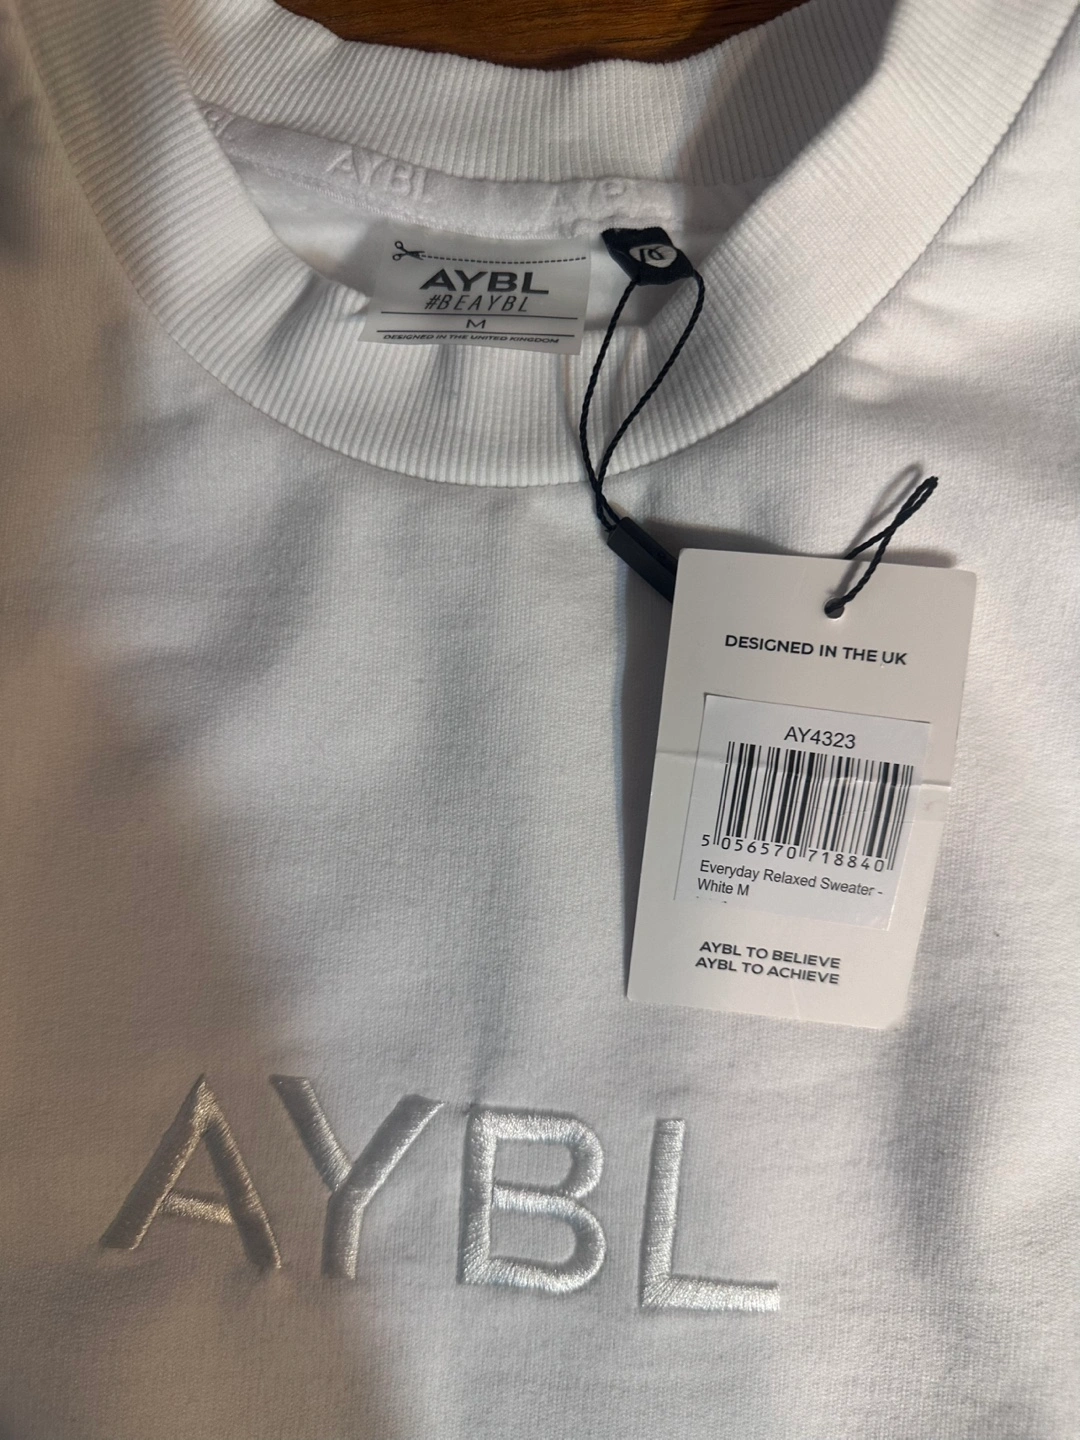 AYBL
AYBL
#BEAYBL
M
DESIGNED IN THE UNITED KINGDOM
DESIGNED IN THE UK
AY4323
5 056570 718840
Everyday Relaxed Sweater -
White M
AYBL TO BELIEVE
AYBL TO ACHIEVE
AYBL